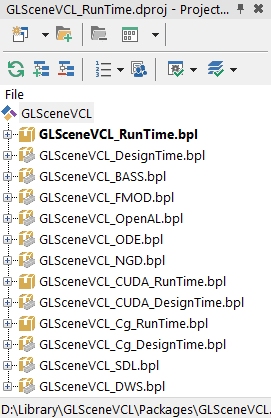 GLSceneVCL_RunTime.dproj - Project...
File
GLSceneVCL
GLSceneVCL_RunTime.bpl
GLSceneVCL_DesignTime.bpl
GLSceneVCL_BASS.bpl
GLSceneVCL_FMOD.bpl
GLSceneVCL_OpenAL.bpl
GLSceneVCL_ODE.bpl
GLSceneVCL_NGD.bpl
GLSceneVCL_CUDA_RunTime.bpl
GLSceneVCL_CUDA_DesignTime.bpl
GLSceneVCL_Cg_RunTime.bpl
GLSceneVCL_Cg_DesignTime.bpl
GLSceneVCL_SDL.bpl
GLSceneVCL_DWS.bpl
D:\Library\GLSceneVCL\Packages\GLSceneVCL.